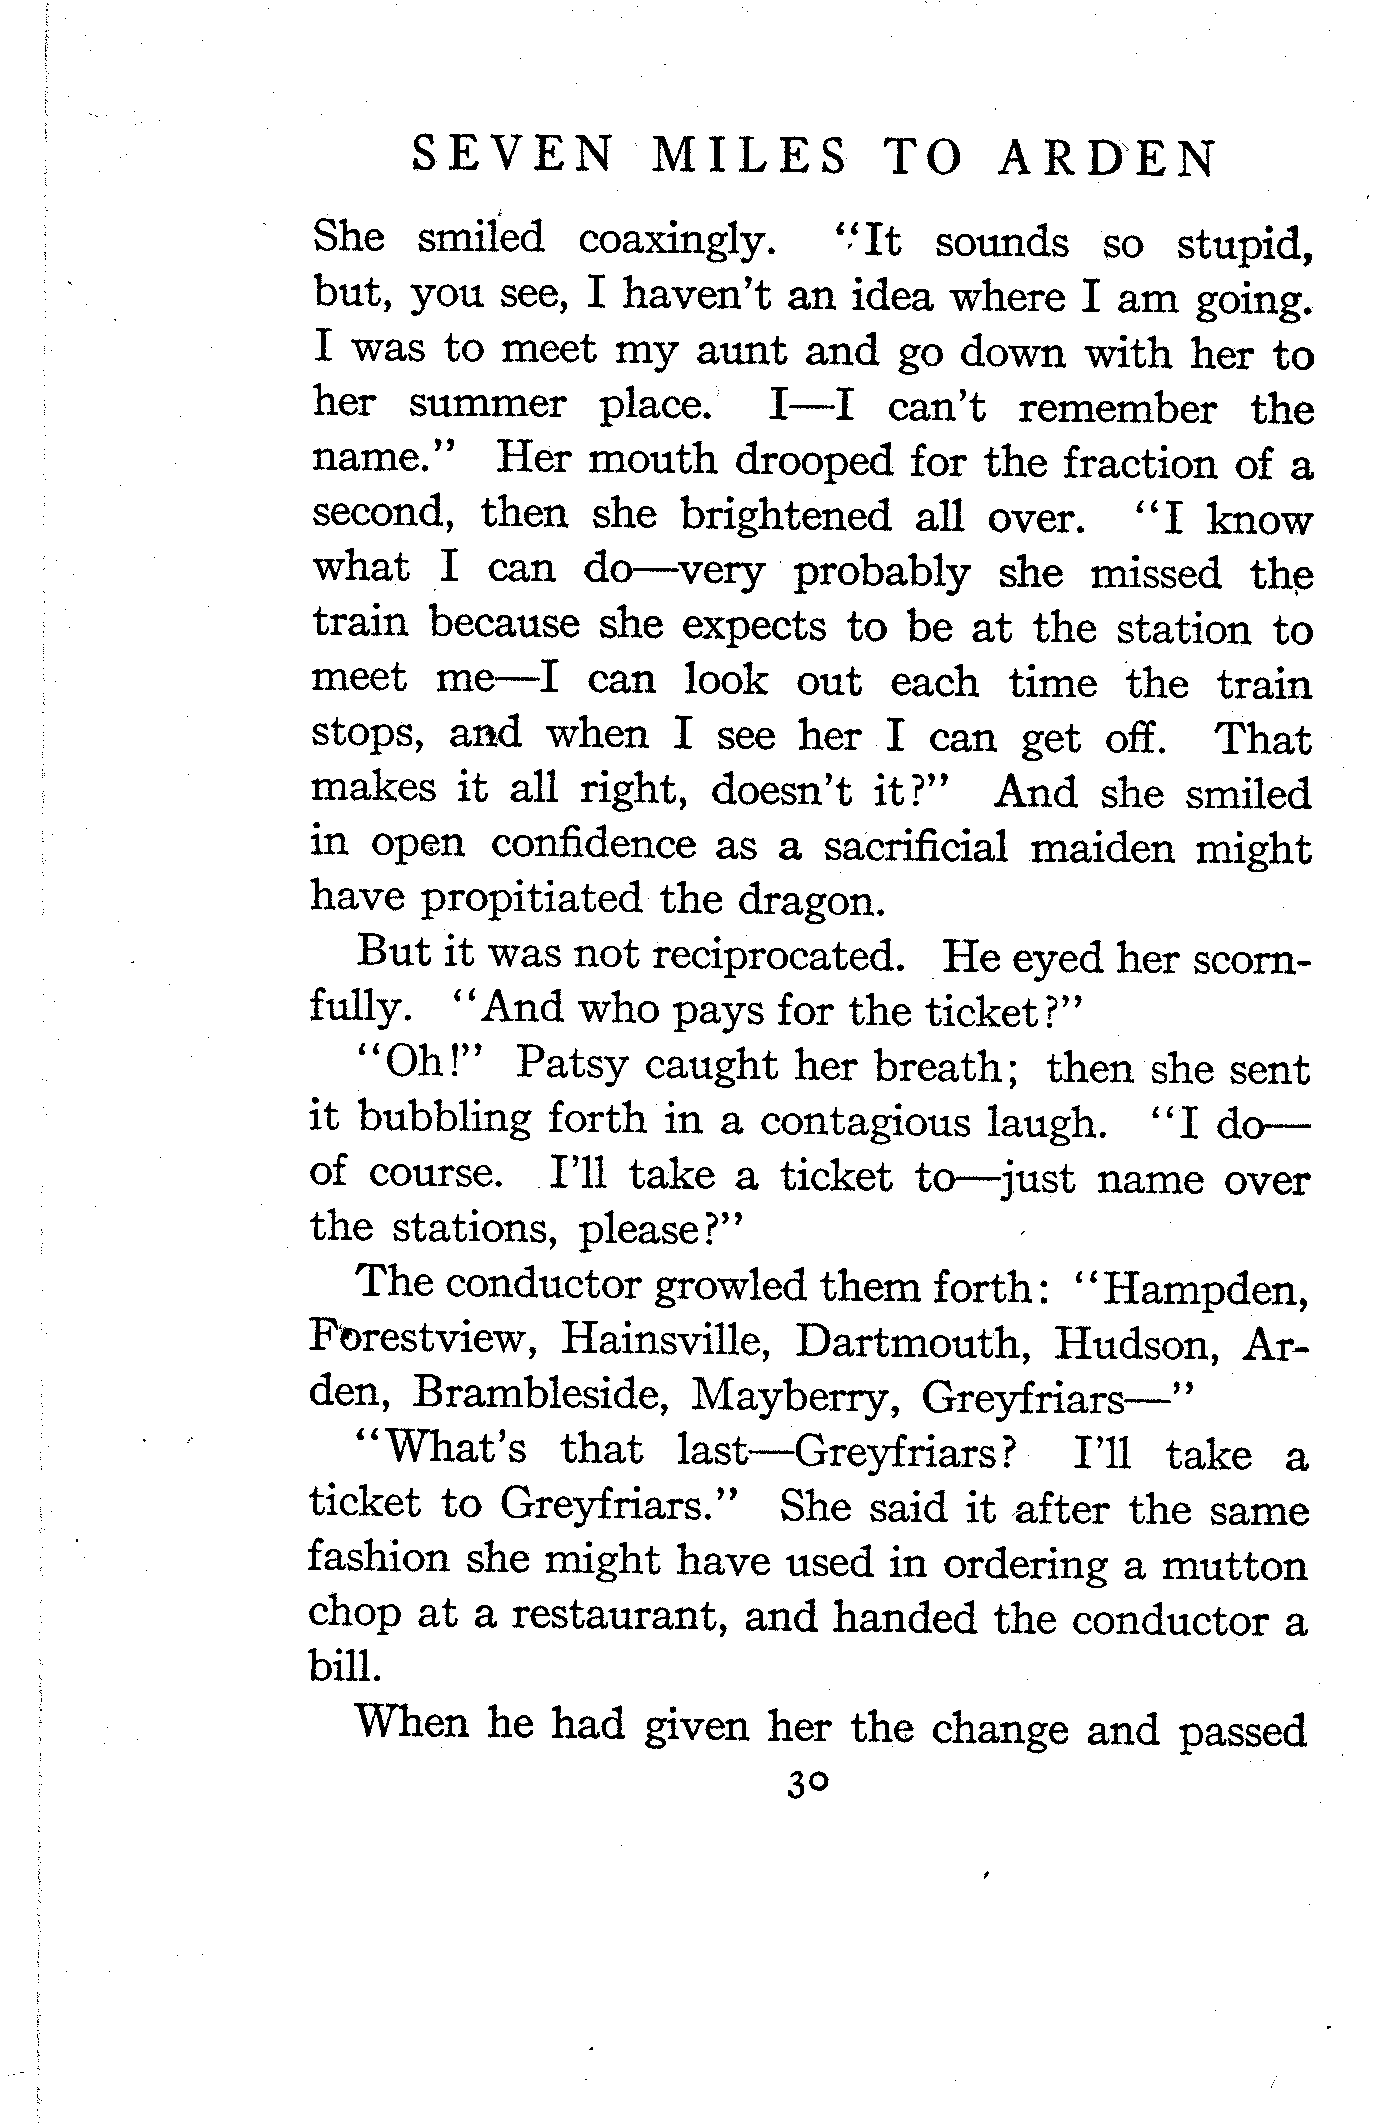 SEVEN MILES TO ARDEN
She smiled coaxingly. "It sounds so stupid,
but, you see, I haven't an idea where I am going.
I was to meet my aunt and go down with her to
her summer place. I—I can't remember the
name." Her mouth drooped for the fraction of a
second, then she brightened all over. "I know
what I can do—very probably she missed the
train because she expects to be at the station to
meet me—I can look out each time the train
stops, and when I see her I can get off. That
makes it all right, doesn't it?" And she smiled
in open confidence as a sacrificial maiden might
have propitiated the dragon.
But it was not reciprocated. He eyed her scorn-
fully. "And who pays for the ticket?"
"Oh!" Patsy caught her breath; then she sent
it bubbling forth in a contagious laugh. "I do—
of course. I'll take a ticket to—just name over
the stations, please?"
The conductor growled them forth: "Hampden,
Forestview, Hainsville, Dartmouth, Hudson, Ar-
den, Brambleside, Mayberry, Greyfriars—"
"What's that last—Greyfriars? I'll take a
ticket to Greyfriars." She said it after the same
fashion she might have used in ordering a mutton
chop at a restaurant, and handed the conductor a
bill.
When he had given her the change and passed
30